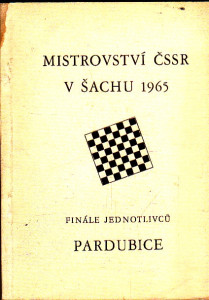 MISTROVSTVÍ ČSSR
V ŠACHU 1965
FINÁLE JEDNOTLIVCŮ
PARDUBICE